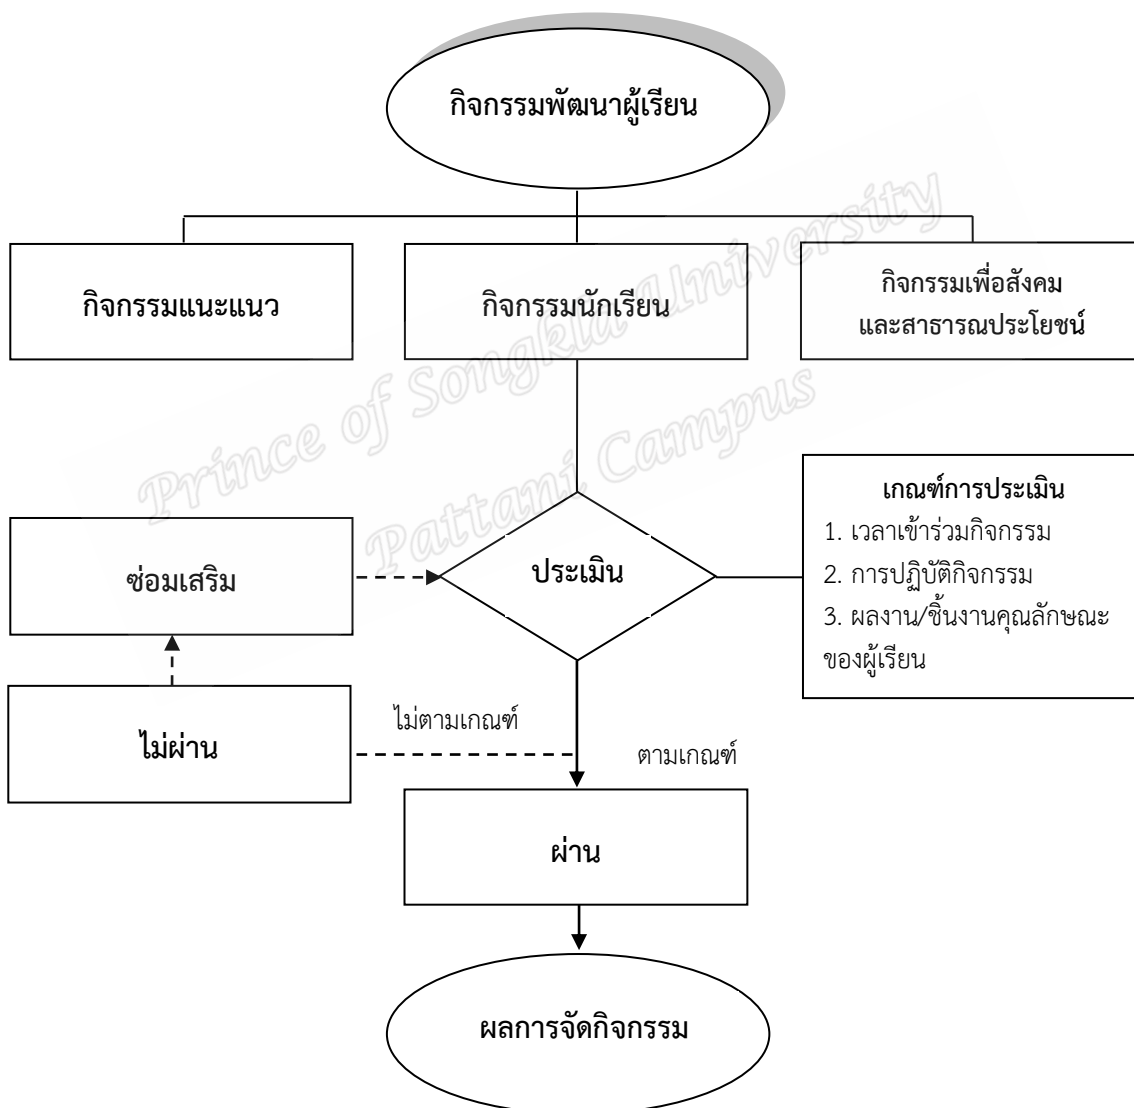 กิจกรรมพัฒนาผู้เรียน
กิจกรรมแนะแนว
กิจกรรมนักเรียน
กิจกรรมเพื่อสังคม
และสาธารณประโยชน์
Prince of Songkla University
Pattani Campus
เกณฑ์การประเมิน
1. เวลาเข้าร่วมกิจกรรม
2. การปฏิบัติกิจกรรม
3. ผลงาน/ชิ้นงานคุณลักษณะ
ของผู้เรียน
ซ่อมเสริม
ประเมิน
ไม่ผ่าน
ไม่ตามเกณฑ์
ตามเกณฑ์
ผ่าน
ผลการจัดกิจกรรม